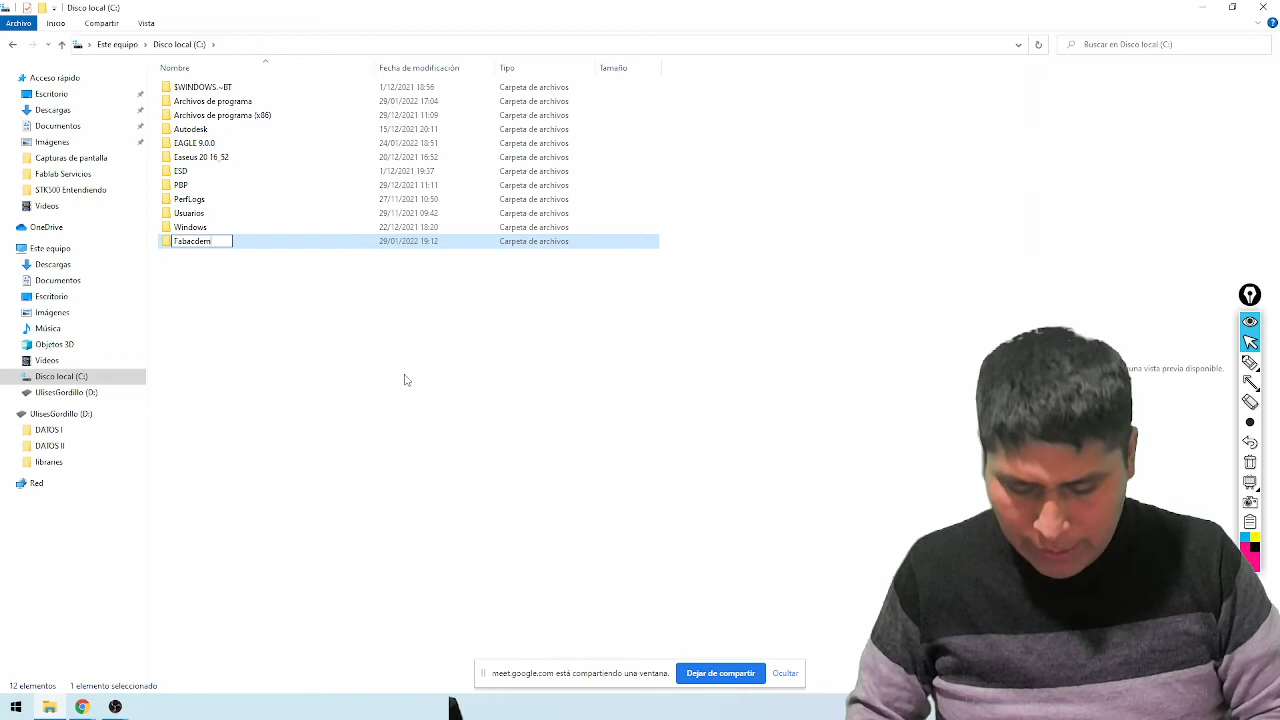 Disco local (C:)
Archivo Inicio Compartir Vista
Este equipo > Disco local (C:) >
Buscar en Disco local (C:)
Nombre Fecha de modificación Tipo Tamaño
$WINDOWS.~BT 1/12/2021 18:56 Carpeta de archivos
Archivos de programa 29/01/2022 17:04 Carpeta de archivos
Archivos de programa (x86) 29/12/2021 11:09 Carpeta de archivos
Autodesk 15/12/2021 20:11 Carpeta de archivos
EAGLE 9.0.0 24/01/2022 18:51 Carpeta de archivos
Easeus 20 16_52 20/12/2021 16:52 Carpeta de archivos
ESD 1/12/2021 19:37 Carpeta de archivos
PBP 29/12/2021 11:11 Carpeta de archivos
PerfLogs 27/11/2021 10:50 Carpeta de archivos
Usuarios 29/11/2021 09:42 Carpeta de archivos
Windows 22/12/2021 18:20 Carpeta de archivos
Fabacdem 29/01/2022 19:12 Carpeta de archivos
Acceso rápido
Escritorio
Descargas
Documentos
Imágenes
Capturas de pantalla
Fablab Servicios
STK500 Entendiendo
Videos
OneDrive
Este equipo
Descargas
Documentos
Escritorio
Imágenes
Música
Objetos 3D
Videos
Disco local (C:)
UlisesGordillo (D:)
UlisesGordillo (D:)
DATOS I
DATOS II
libraries
Red
una vista previa disponible.
meet.google.com está compartiendo una ventana. Dejar de compartir Ocultar
12 elementos 1 elemento seleccionado